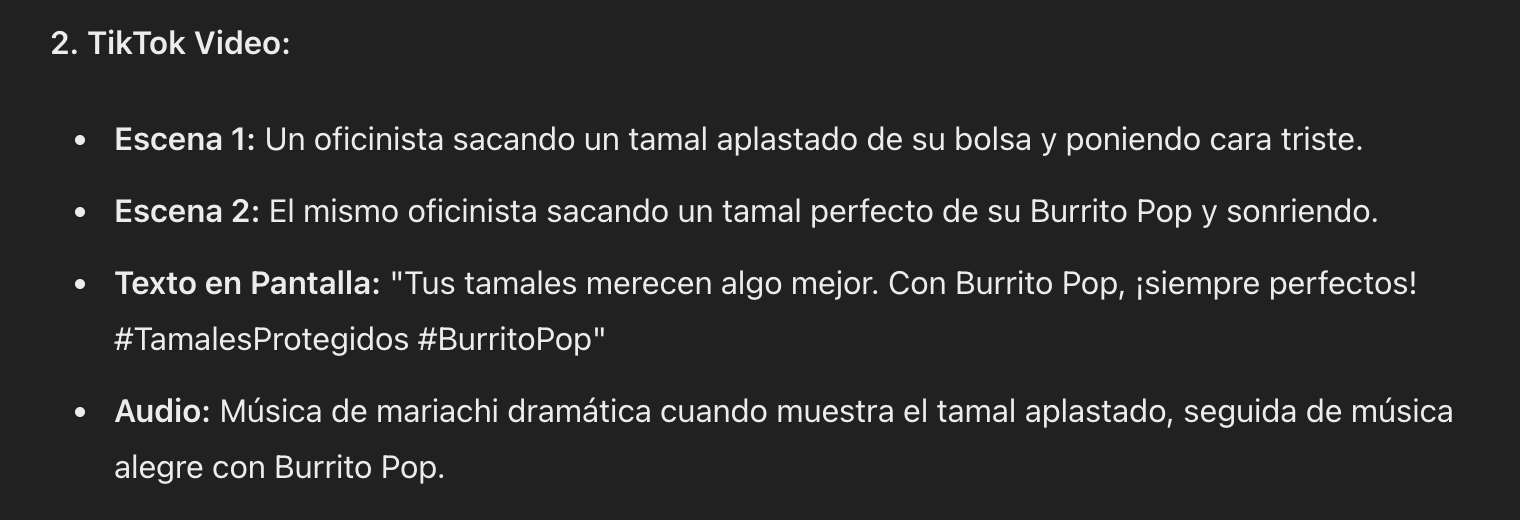 2. TikTok Video:
• Escena 1: Un oficinista sacando un tamal aplastado de su bolsa y poniendo cara triste.
• Escena 2: El mismo oficinista sacando un tamal perfecto de su Burrito Pop y sonriendo.
• Texto en Pantalla: "Tus tamales merecen algo mejor. Con Burrito Pop, ¡siempre perfectos!
#TamalesProtegidos #BurritoPop"
• Audio: Música de mariachi dramática cuando muestra el tamal aplastado, seguida de música
alegre con Burrito Pop.